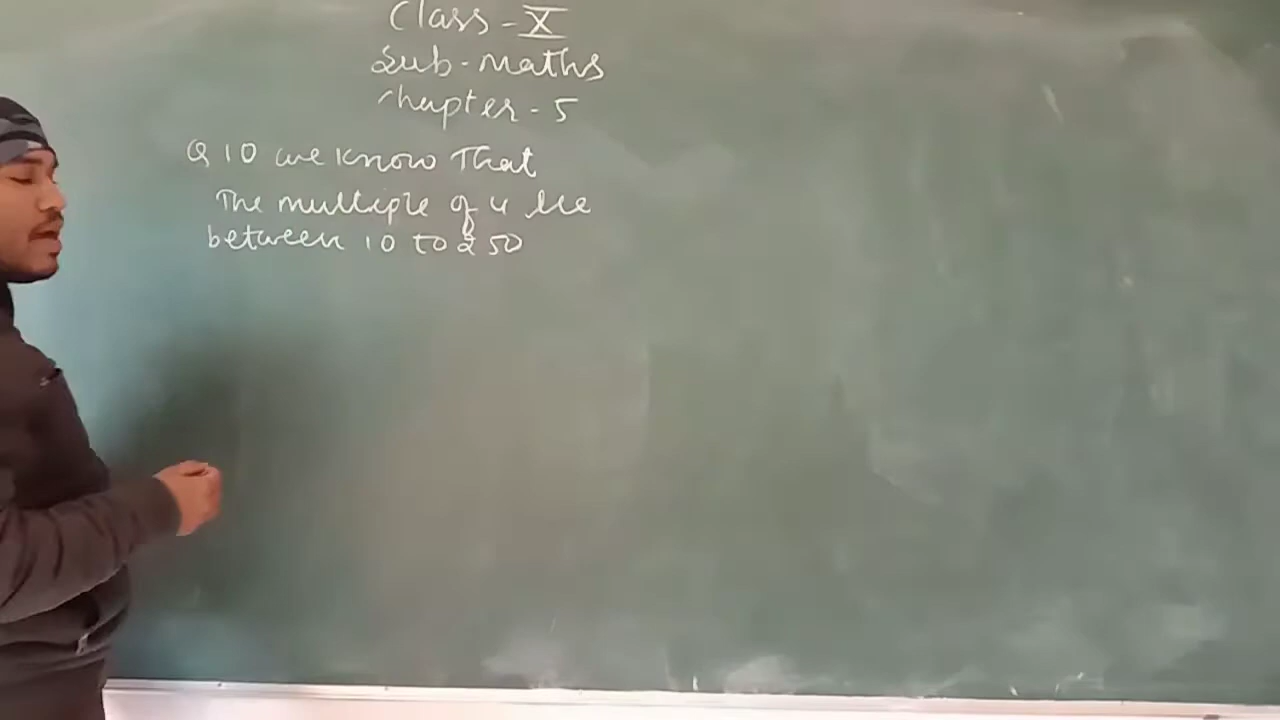 Class - X
Sub - maths
Chapter - 5
Q 10 we know That
The multiple of 4 lie
between 10 to 250